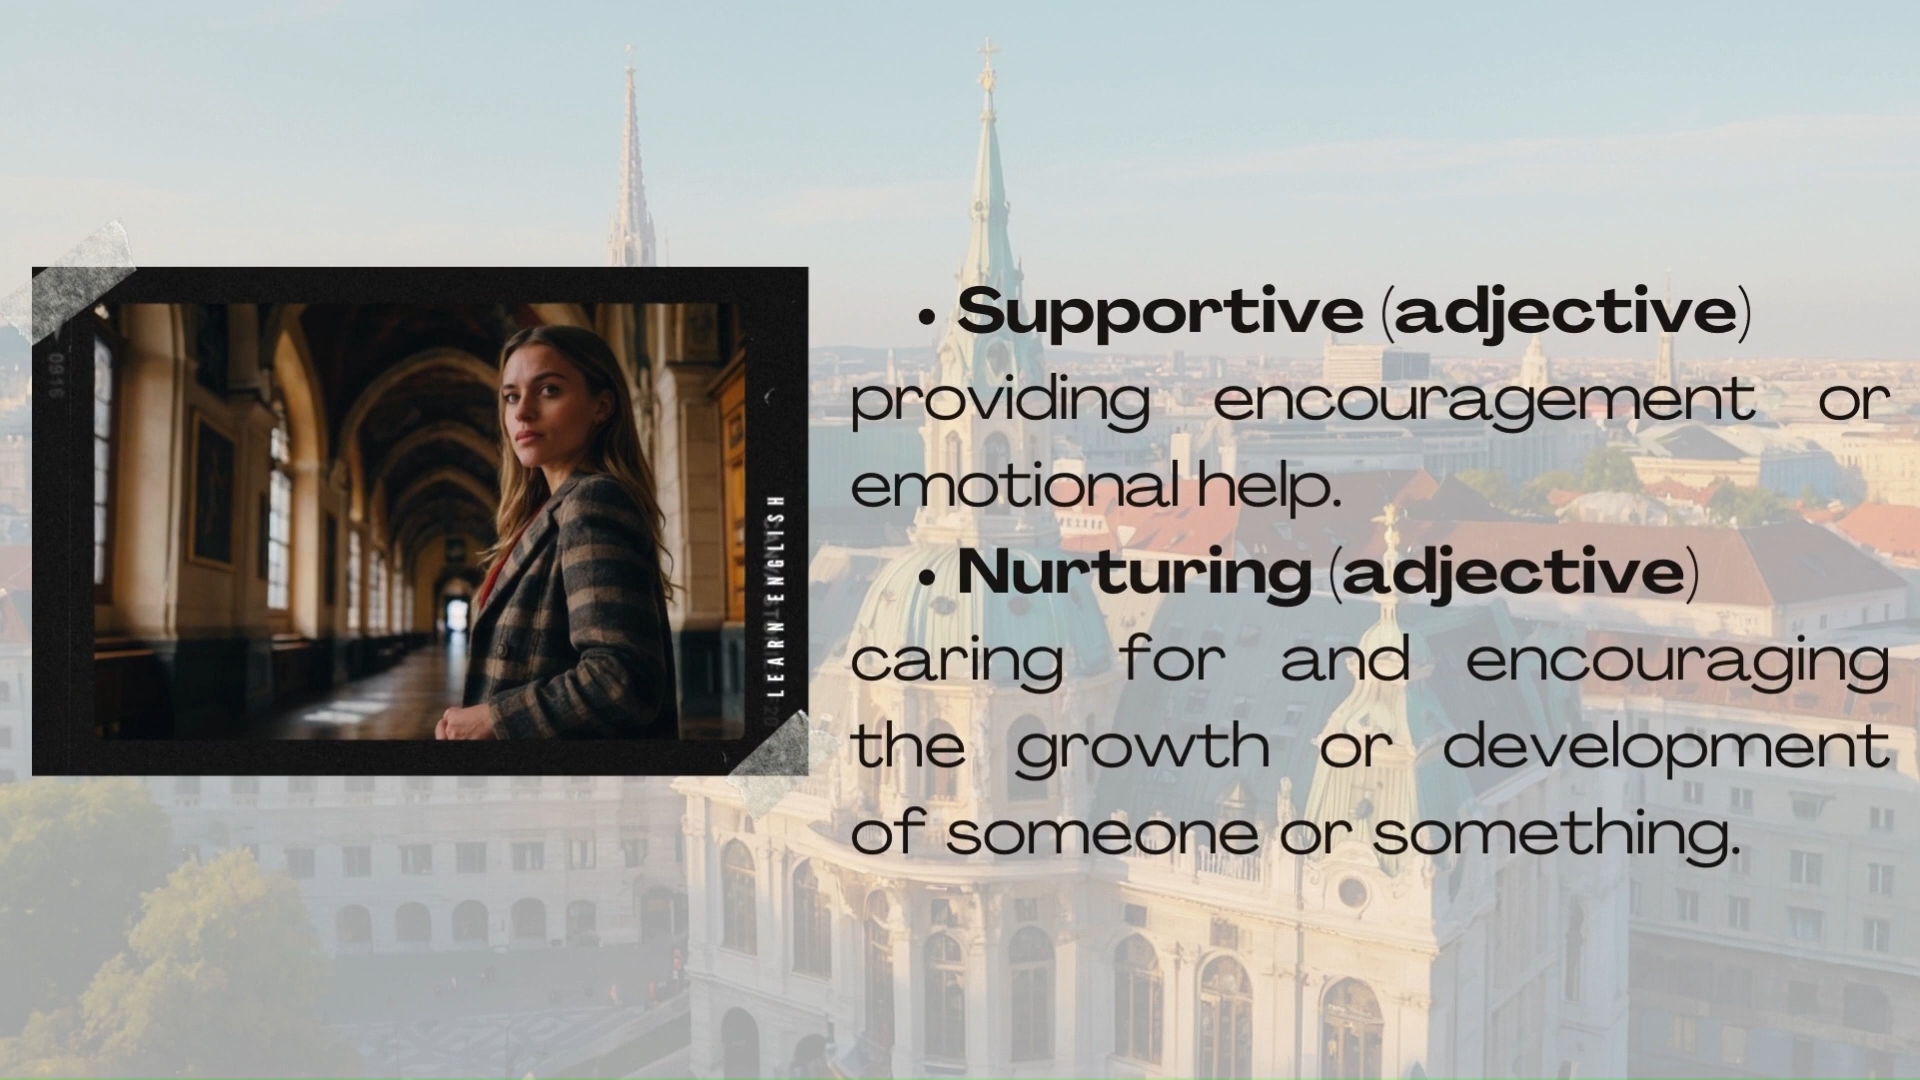 LEARN ENGLISH
• Supportive (adjective)
providing encouragement or
emotional help.
• Nurturing (adjective)
caring for and encouraging
the growth or development
of someone or something.